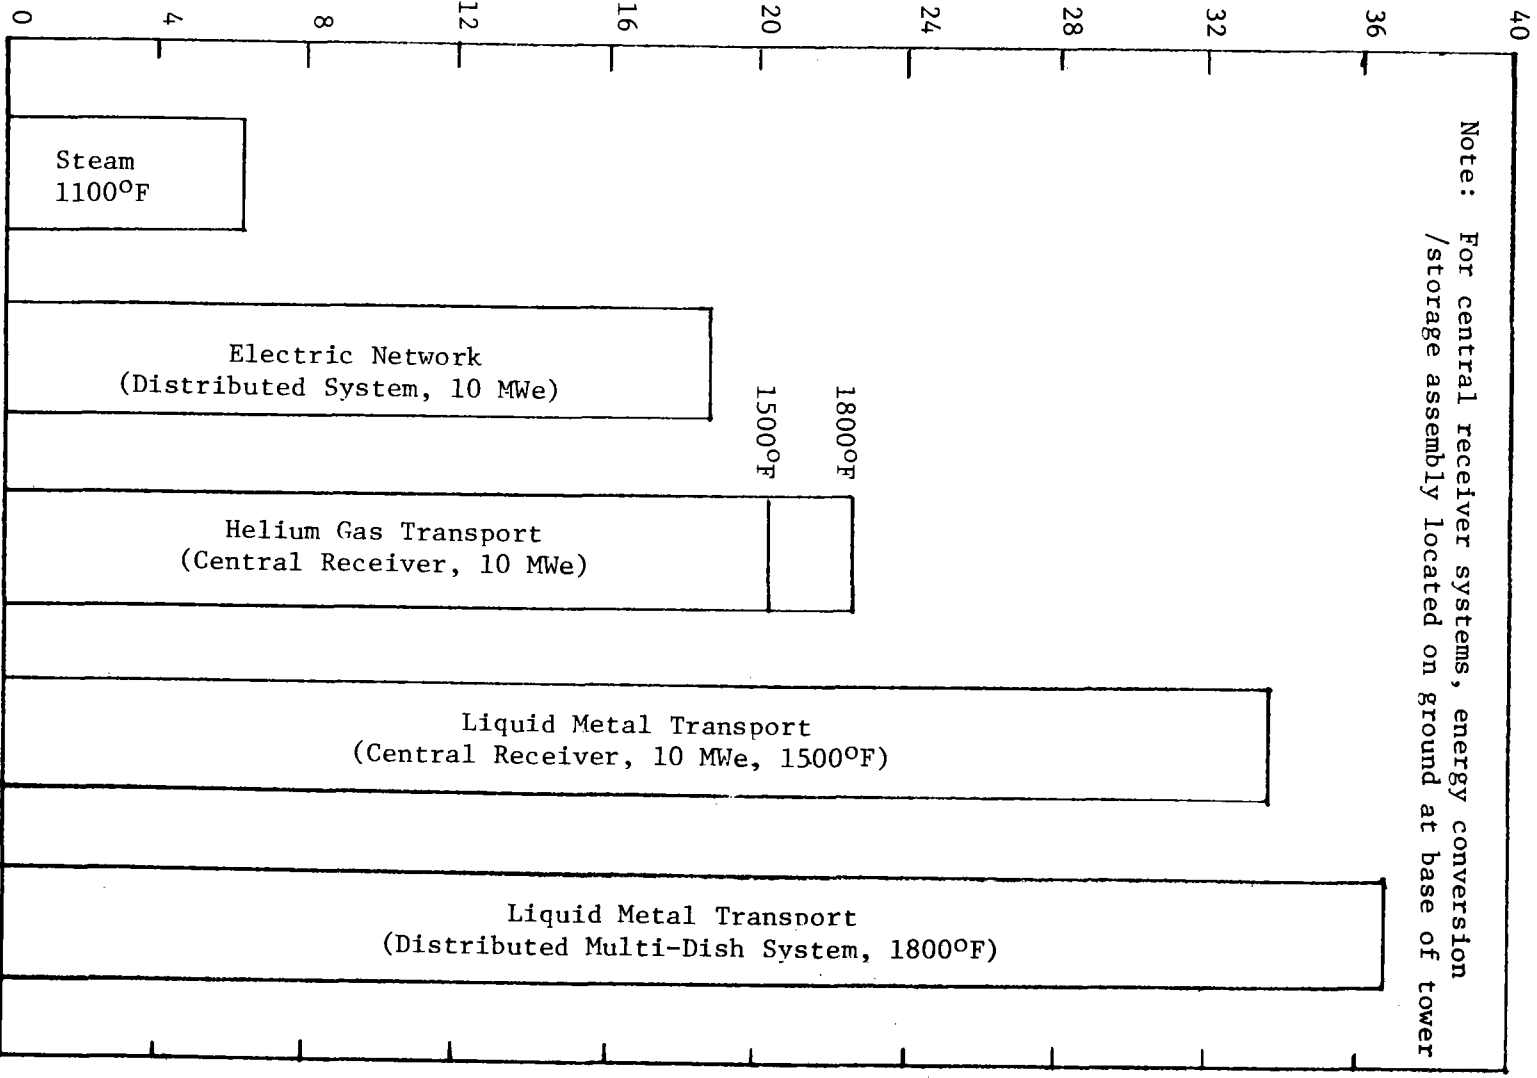 0
4
8
12
16
20
24
28
32
36
40
Note: For central receiver systems, energy conversion
/storage assembly located on ground at base of tower
Steam
1100°F
Electric Network
(Distributed System, 10 MWe)
1500°F
1800°F
Helium Gas Transport
(Central Receiver, 10 MWe)
Liquid Metal Transport
(Central Receiver, 10 MWe, 1500°F)
Liquid Metal Transport
(Distributed Multi-Dish System, 1800°F)